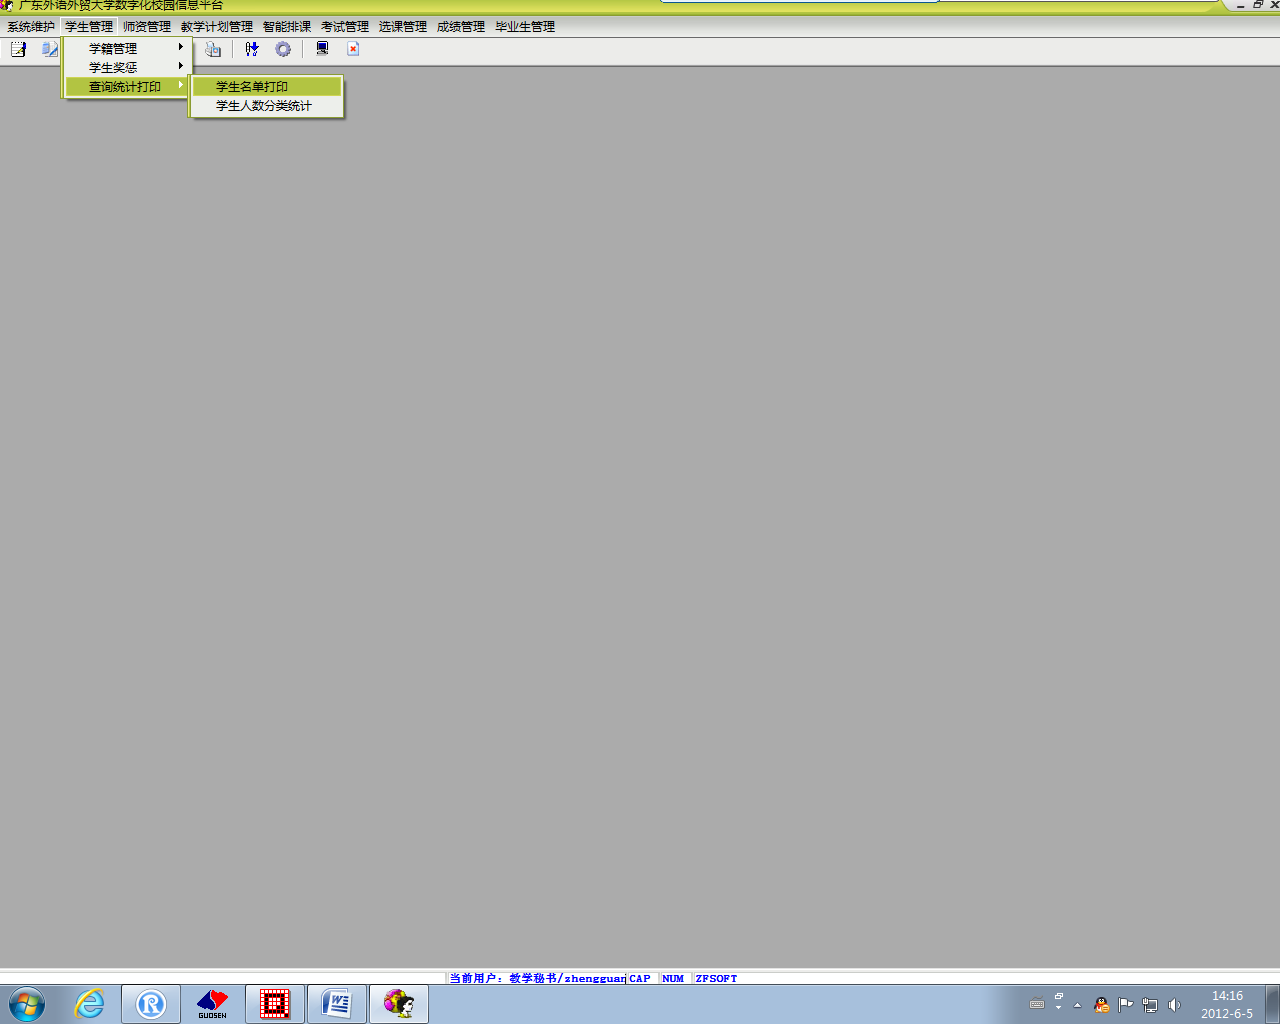 广东外语外贸大学数字化校园信息平台
系统维护 学生管理 师资管理 教学计划管理 智能排课 考试管理 选课管理 成绩管理 毕业生管理
学籍管理
学生奖惩
查询统计打印
学生名单打印
学生人数分类统计
当前用户：教学秘书/zhengguan CAP NUM ZFSOFT
GUOSEN
14:16
2012-6-5